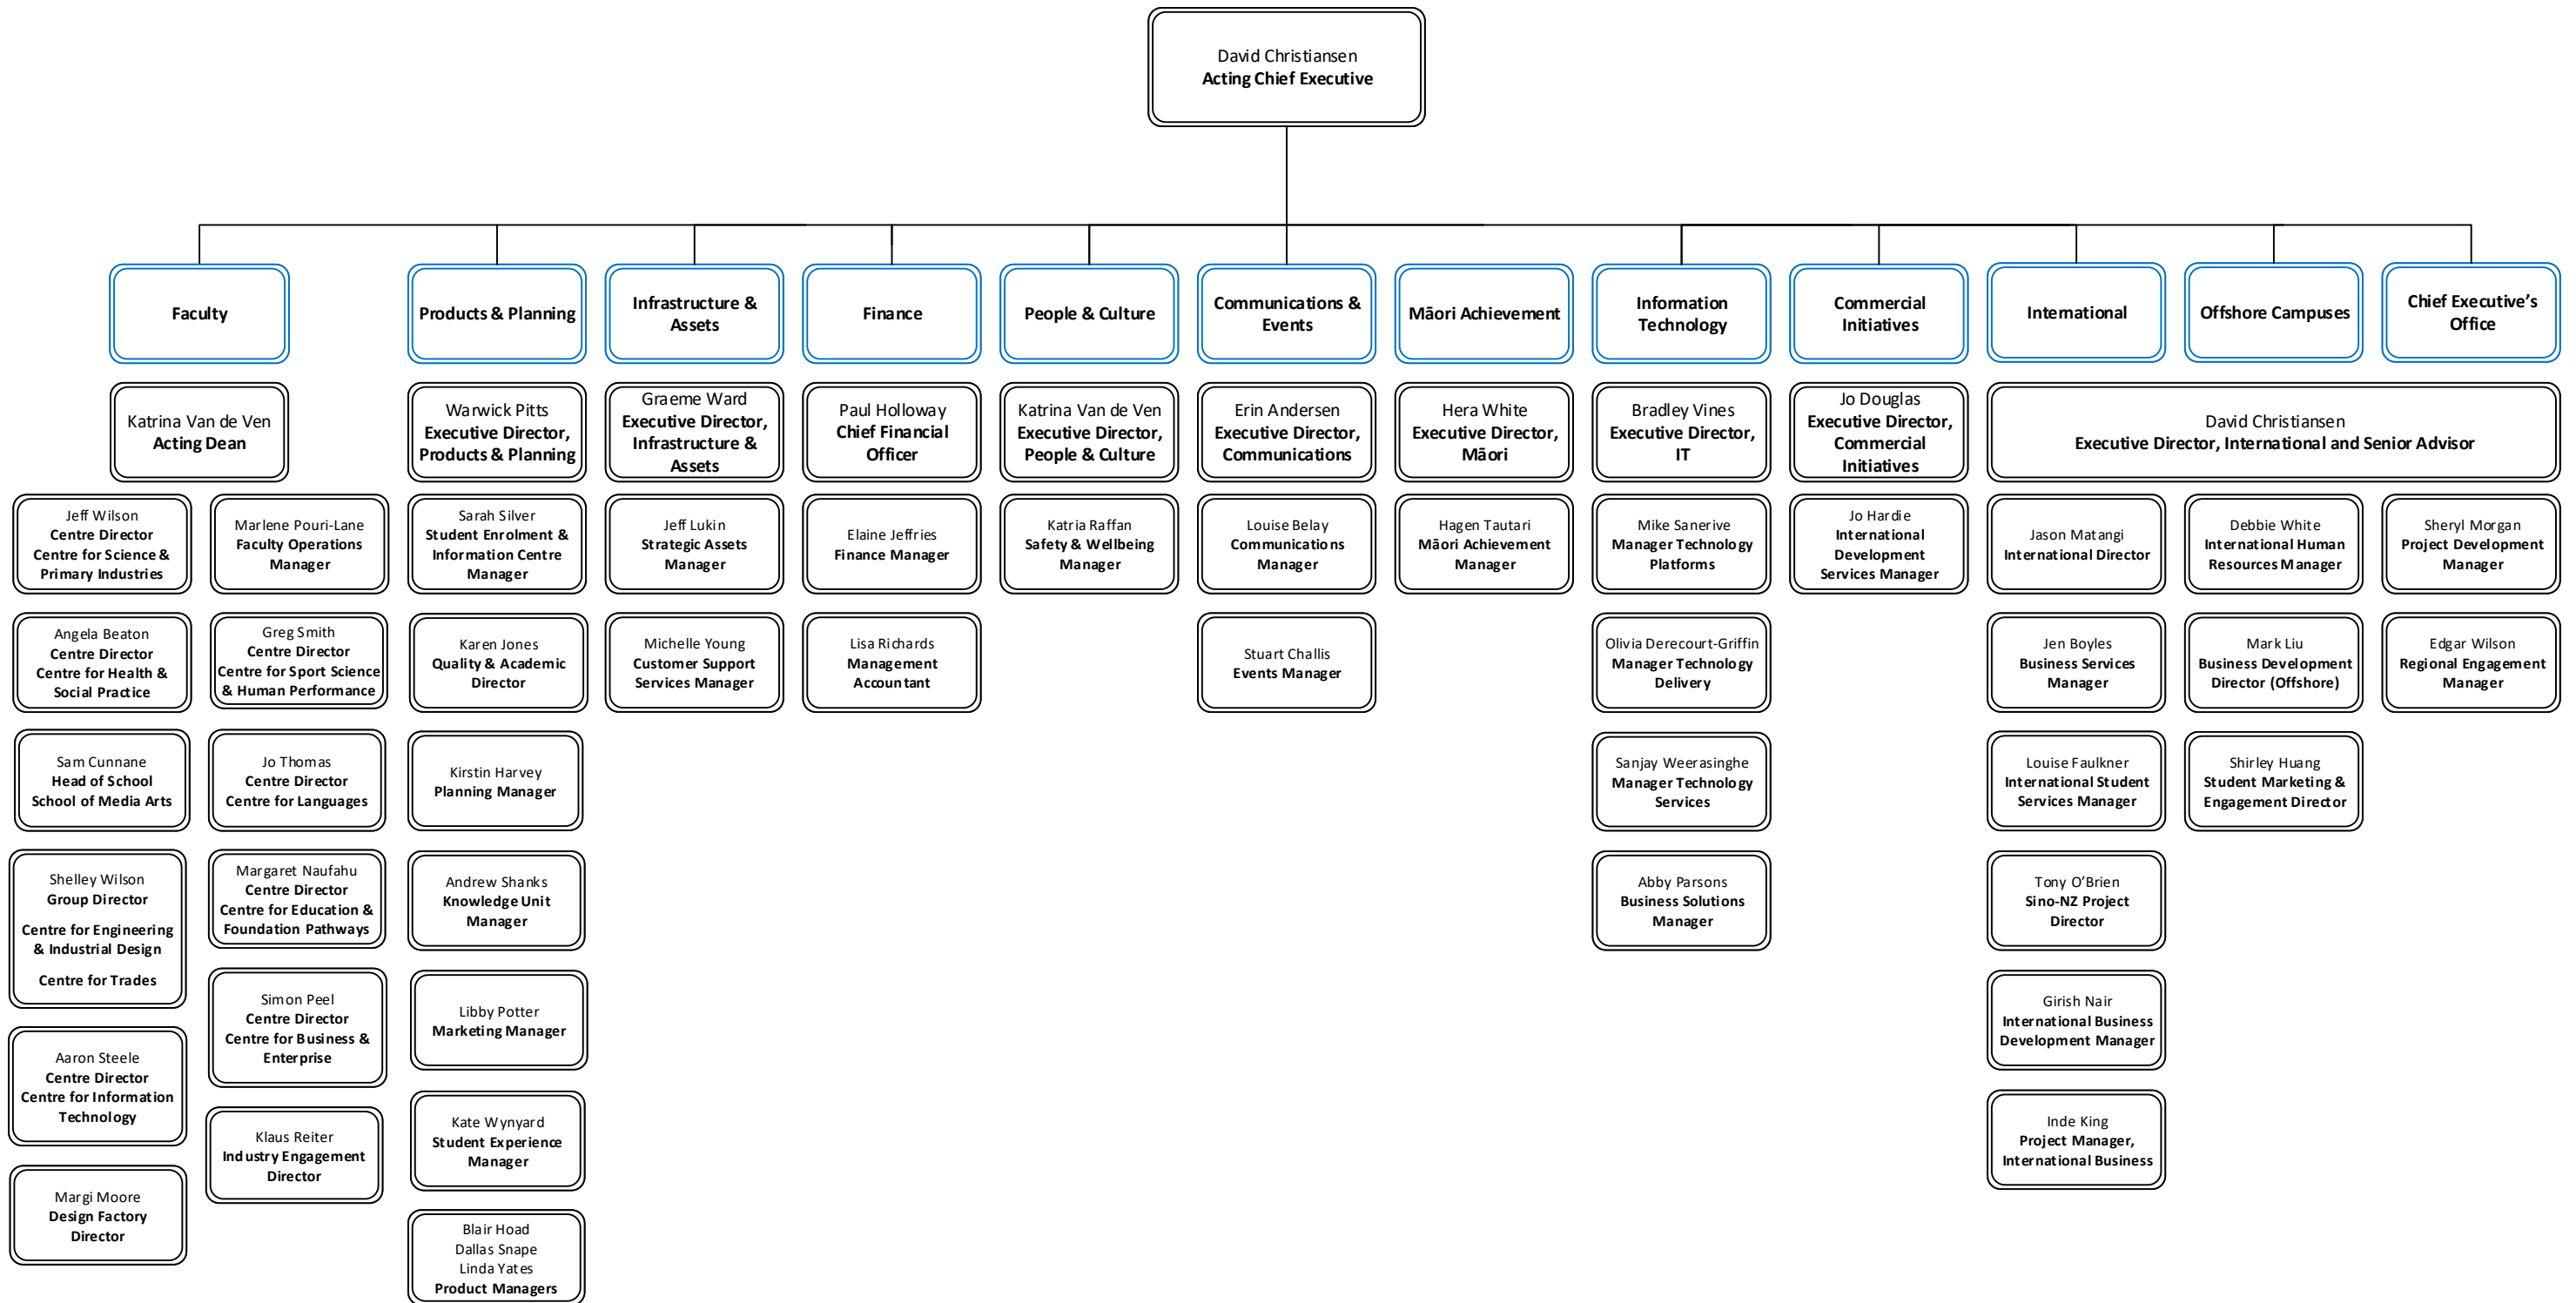 David Christiansen
Acting Chief Executive
Faculty
Products & Planning
Infrastructure &
Assets
Finance
People & Culture
Communications &
Events
Māori Achievement
Information
Technology
Commercial
Initiatives
International
Offshore Campuses
Chief Executive’s
Office
Katrina Van de Ven
Acting Dean
Warwick Pitts
Executive Director,
Products & Planning
Graeme Ward
Executive Director,
Infrastructure &
Assets
Paul Holloway
Chief Financial
Officer
Katrina Van de Ven
Executive Director,
People & Culture
Erin Andersen
Executive Director,
Communications
Hera White
Executive Director,
Māori
Bradley Vines
Executive Director,
IT
Jo Douglas
Executive Director,
Commercial
Initiatives
David Christiansen
Executive Director, International and Senior Advisor
Jeff Wilson
Centre Director
Centre for Science &
Primary Industries
Marlene Pouri-Lane
Faculty Operations
Manager
Sarah Silver
Student Enrolment &
Information Centre
Manager
Jeff Lukin
Strategic Assets
Manager
Elaine Jeffries
Finance Manager
Katria Raffan
Safety & Wellbeing
Manager
Louise Belay
Communications
Manager
Hagen Tautari
Māori Achievement
Manager
Mike Sanerive
Manager Technology
Platforms
Jo Hardie
International
Development
Services Manager
Jason Matangi
International Director
Debbie White
International Human
Resources Manager
Sheryl Morgan
Project Development
Manager
Angela Beaton
Centre Director
Centre for Health &
Social Practice
Greg Smith
Centre Director
Centre for Sport Science
& Human Performance
Karen Jones
Quality & Academic
Director
Michelle Young
Customer Support
Services Manager
Lisa Richards
Management
Accountant
Stuart Challis
Events Manager
Olivia Derecourt-Griffin
Manager Technology
Delivery
Jen Boyles
Business Services
Manager
Mark Liu
Business Development
Director (Offshore)
Edgar Wilson
Regional Engagement
Manager
Sam Cunnane
Head of School
School of Media Arts
Jo Thomas
Centre Director
Centre for Languages
Kirstin Harvey
Planning Manager
Sanjay Weerasinghe
Manager Technology
Services
Louise Faulkner
International Student
Services Manager
Shirley Huang
Student Marketing &
Engagement Director
Shelley Wilson
Group Director
Centre for Engineering
& Industrial Design
Centre for Trades
Margaret Naufahu
Centre Director
Centre for Education &
Foundation Pathways
Andrew Shanks
Knowledge Unit
Manager
Abby Parsons
Business Solutions
Manager
Tony O’Brien
Sino-NZ Project
Director
Simon Peel
Centre Director
Centre for Business &
Enterprise
Libby Potter
Marketing Manager
Girish Nair
International Business
Development Manager
Aaron Steele
Centre Director
Centre for Information
Technology
Klaus Reiter
Industry Engagement
Director
Kate Wynyard
Student Experience
Manager
Inde King
Project Manager,
International Business
Margi Moore
Design Factory
Director
Blair Hoad
Dallas Snape
Linda Yates
Product Managers